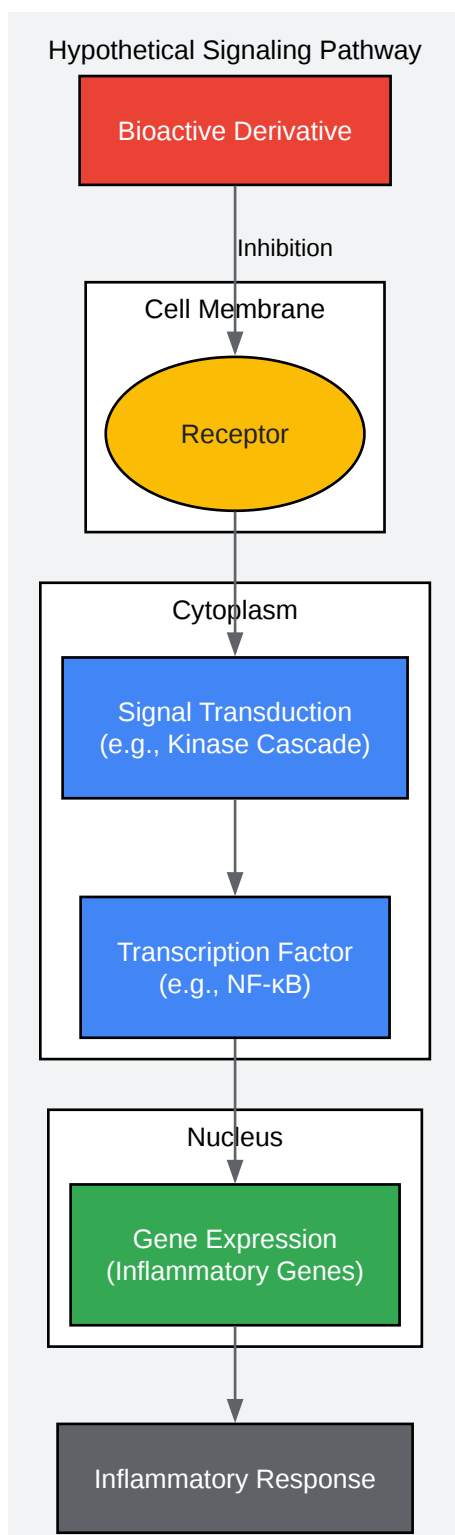 Hypothetical Signaling Pathway
Bioactive Derivative
Inhibition
Cell Membrane
Receptor
Cytoplasm
Signal Transduction
(e.g., Kinase Cascade)
Transcription Factor
(e.g., NF-κB)
Nucleus
Gene Expression
(Inflammatory Genes)
Inflammatory Response